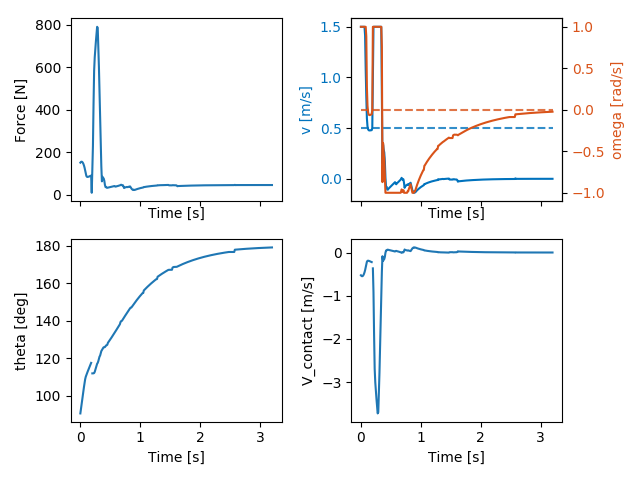 800
600
400
200
0
Force [N]
Time [s]
1.5
1.0
0.5
0.0
v [m/s]
1.0
0.5
0.0
−0.5
−1.0
omega [rad/s]
Time [s]
180
160
140
120
100
theta [deg]
0 1 2 3
Time [s]
0
−1
−2
−3
V_contact [m/s]
0 1 2 3
Time [s]